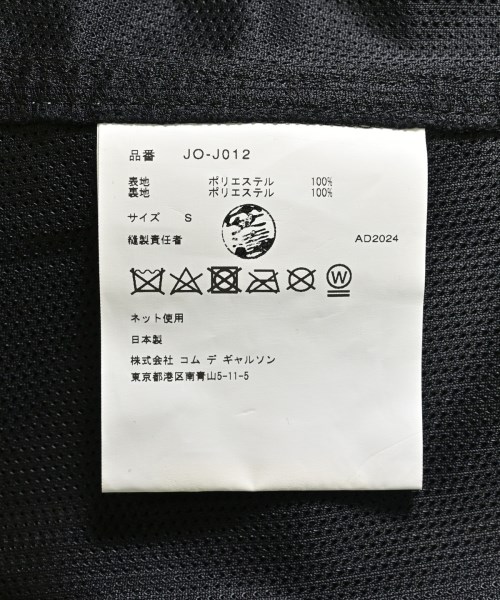 品番 JO-J012
表地 ポリエステル 100%
裏地 ポリエステル 100%
サイズ S
縫製責任者 AD2024
W
ネット使用
日本製
株式会社 コム デ ギャルソン
東京都港区南青山5-11-5